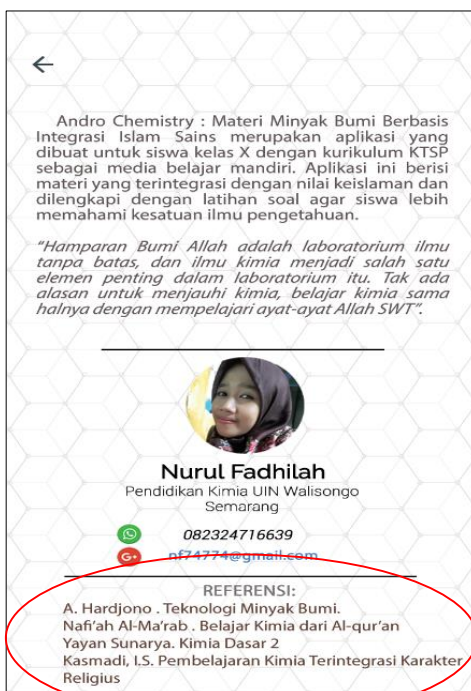 Andro Chemistry : Materi Minyak Bumi Berbasis
Integrasi Islam Sains merupakan aplikasi yang
dibuat untuk siswa kelas X dengan kurikulum KTSP
sebagai media belajar mandiri. Aplikasi ini berisi
materi yang terintegrasi dengan nilai keislaman dan
dilengkapi dengan latihan soal agar siswa lebih
memahami kesatuan ilmu pengetahuan.
"Hamparan Bumi Allah adalah laboratorium ilmu
tanpa batas, dan ilmu kimia menjadi salah satu
elemen penting dalam laboratorium itu. Tak ada
alasan untuk menjauhi kimia, belajar kimia sama
halnya dengan mempelajari ayat-ayat Allah SWT".
Nurul Fadhilah
Pendidikan Kimia UIN Walisongo
Semarang
082324716639
G+ nf74774@gmail.com
REFERENSI:
A. Hardjono . Teknologi Minyak Bumi.
Nafi'ah Al-Ma'rab . Belajar Kimia dari Al-qur'an
Yayan Sunarya. Kimia Dasar 2
Kasmadi, I.S. Pembelajaran Kimia Terintegrasi Karakter
Religius